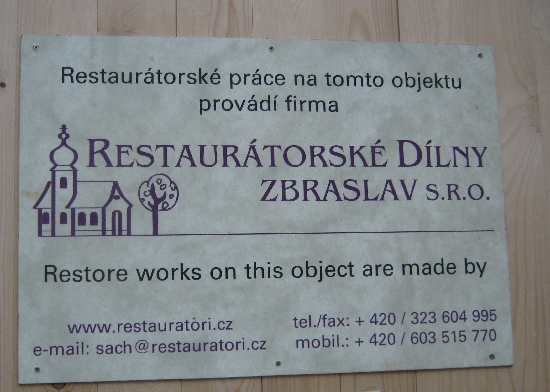 Restaurátorské práce na tomto objektu
provádí firma
RESTAURÁTORSKÉ DÍLNY
ZBRASLAV S.R.O.
Restore works on this object are made by
www.restauratori.cz
e-mail: sach@restauratori.cz
tel./fax: + 420 / 323 604 995
mobil.: + 420 / 603 515 770